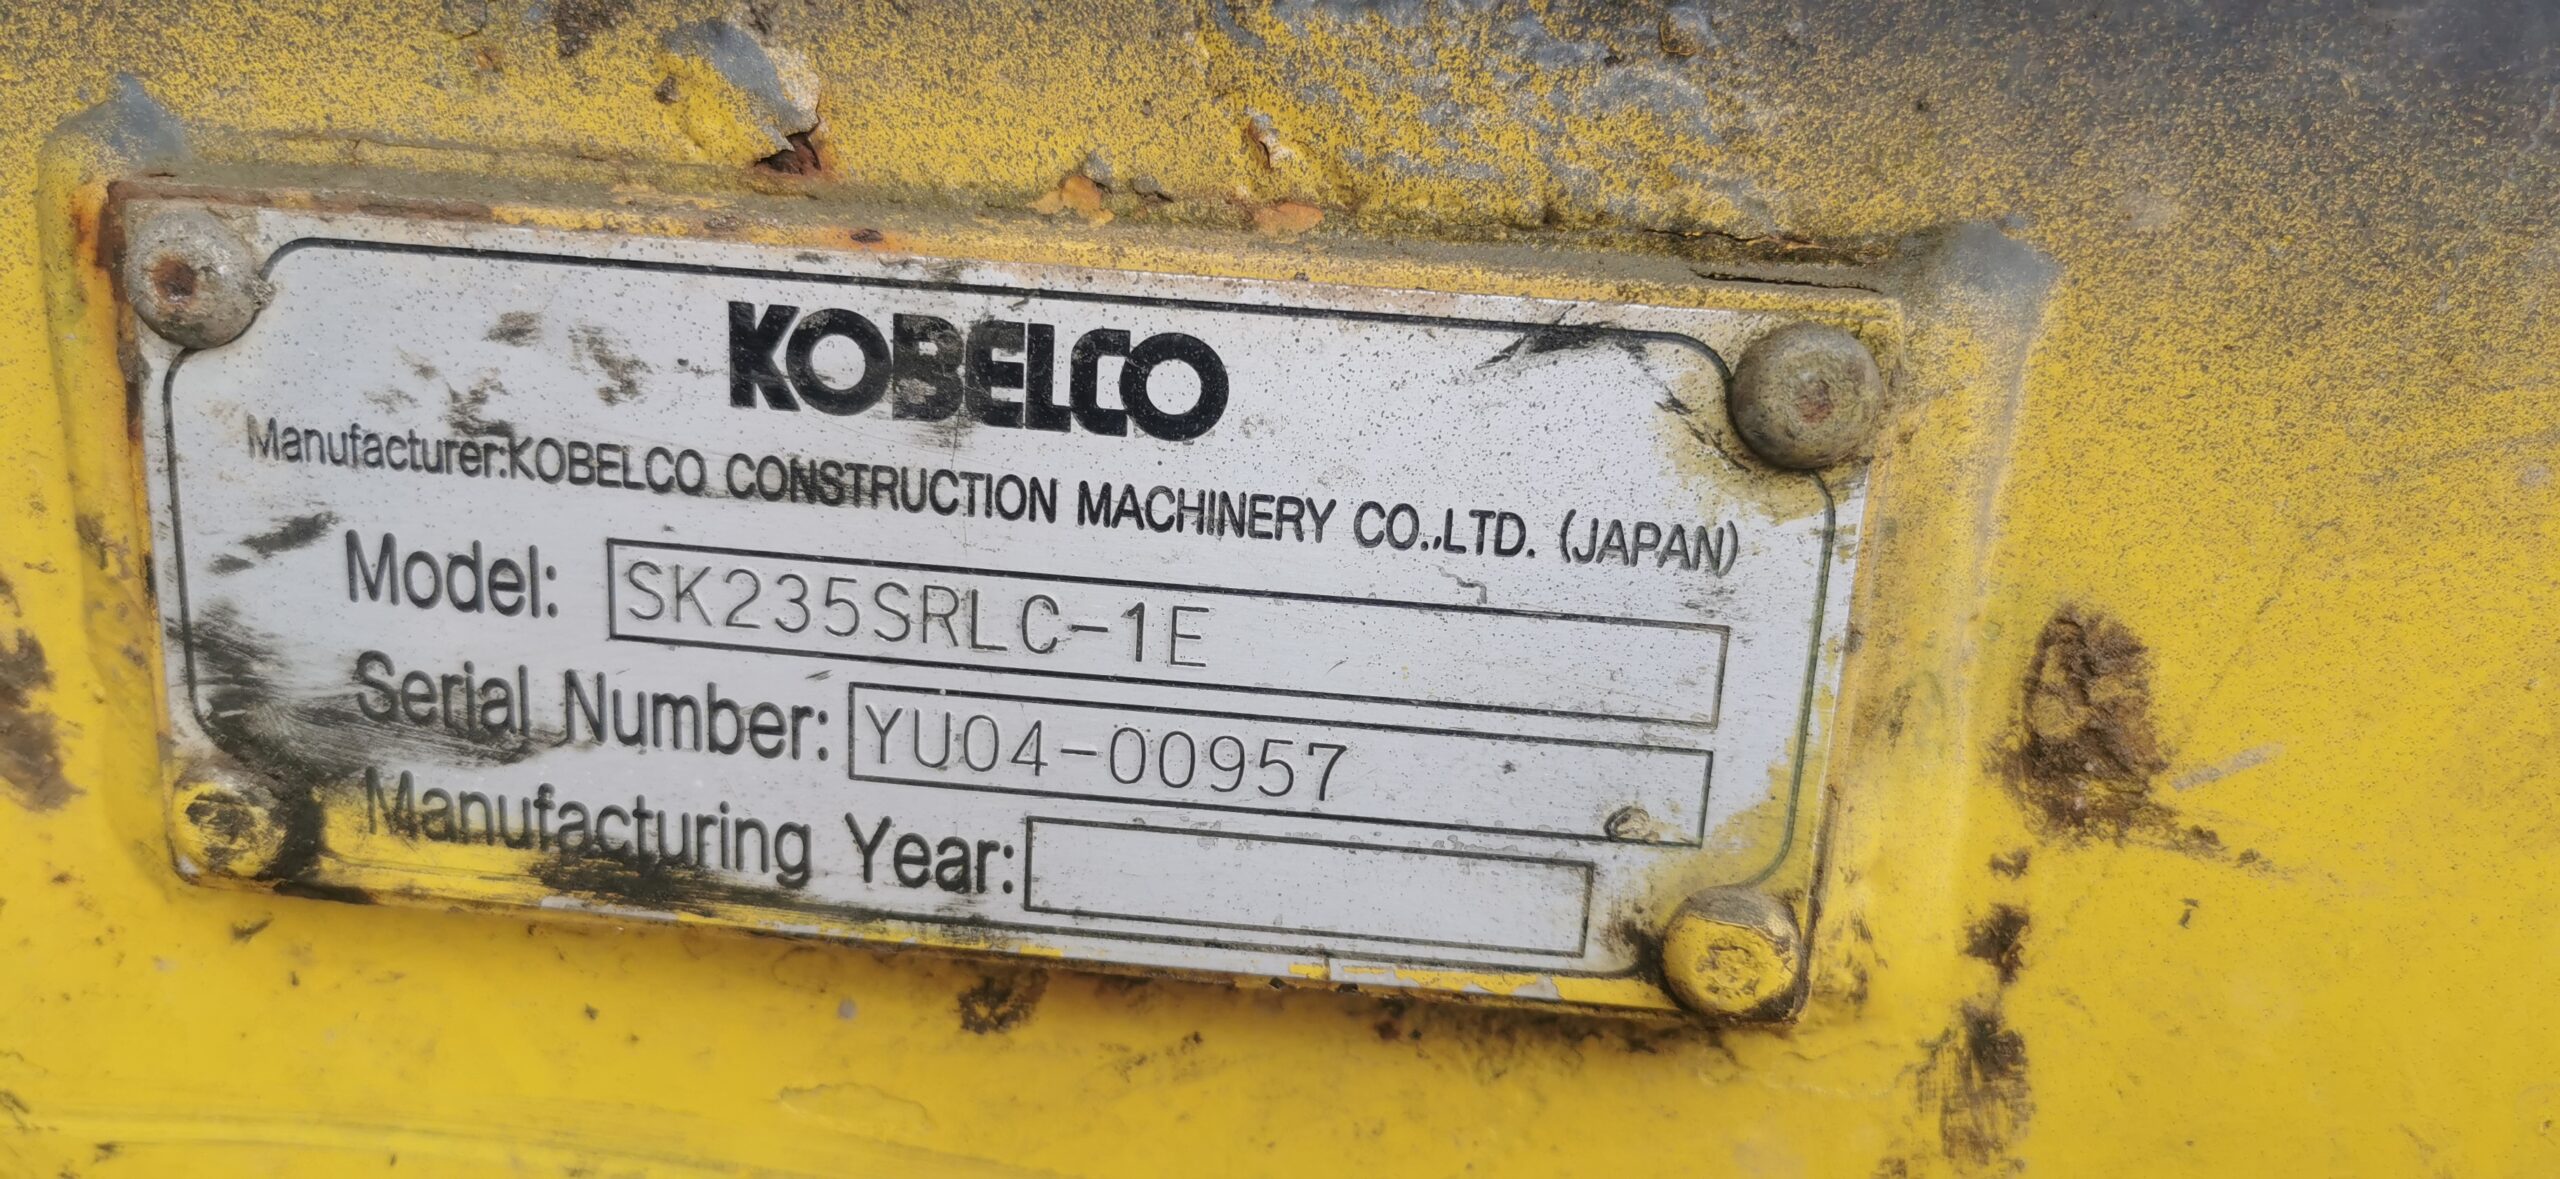 KOBELCO
Manufacturer:KOBELCO CONSTRUCTION MACHINERY CO.,LTD. (JAPAN)
Model: SK235SRLC-1E
Serial Number: YU04-00957
Manufacturing Year: